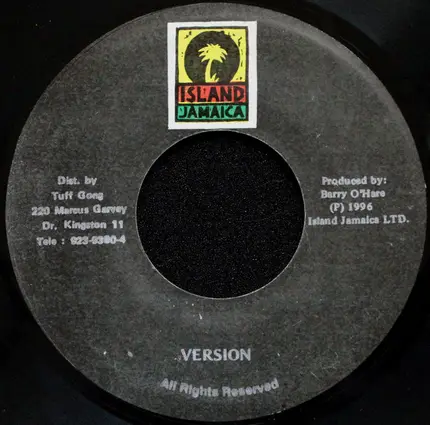 ISLAND
JAMAICA
Dist. by
Tuff Gong
220 Marcus Garvey
Dr. Kingston 11
Tele : 923-9380-4
Produced by:
Barry O'Hare
(F) 1996
Island Jamaica LTD.
VERSION
All Rights Reserved